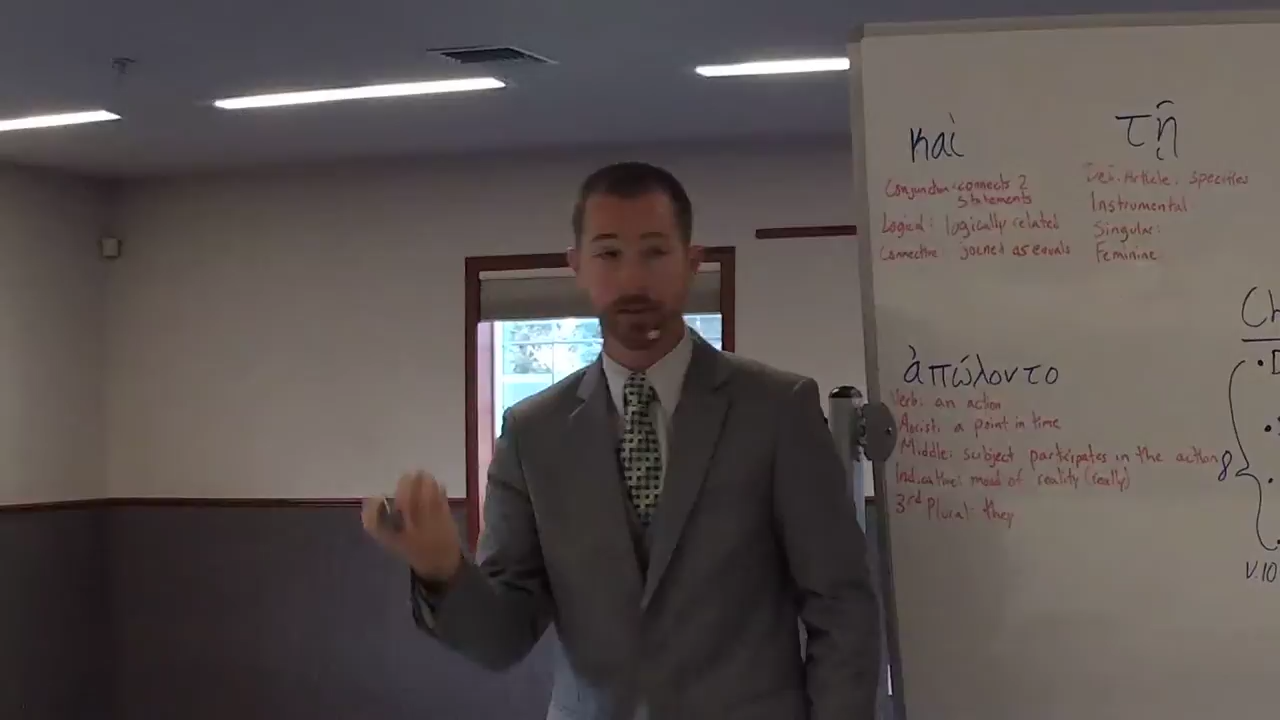 καὶ
Conjunction: connects 2
statements
Logical: logically related
Connective: joined as equals
τῇ
Def. Article: specifies
Instrumental
Singular:
Feminine:
ἀπώλοντο
Verb: an action
Aorist: a point in time
Middle: subject participates in the action
Indicative: mood of reality (really)
3rd Plural: they
Ch
8
V.10